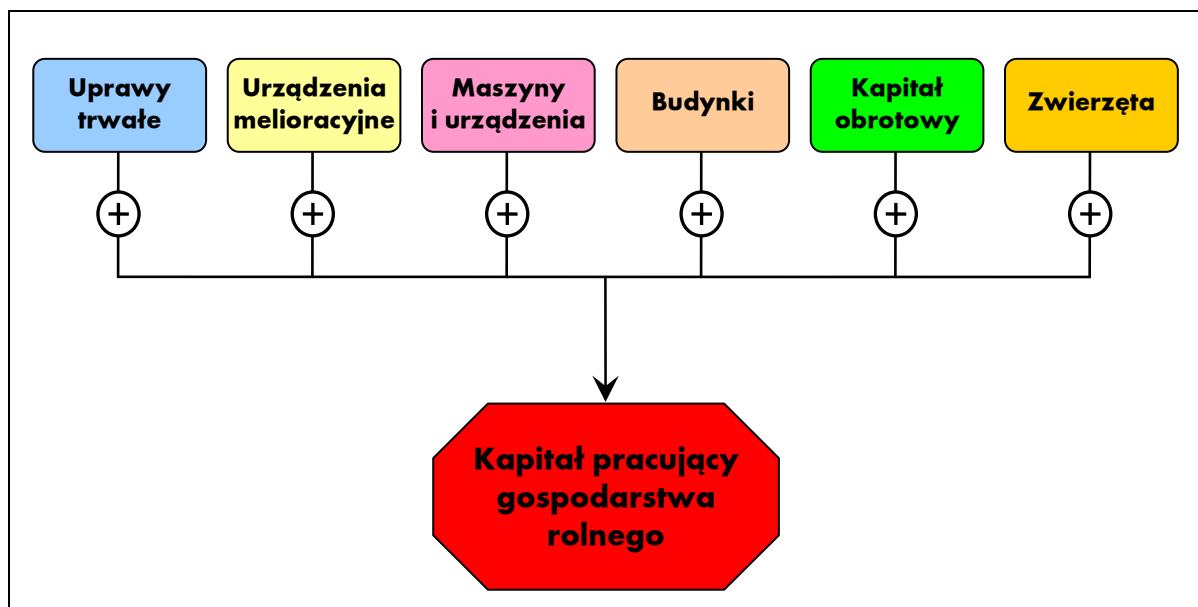 Uprawy
trwałe
Urządzenia
melioracyjne
Maszyny
i urządzenia
Budynki
Kapitał
obrotowy
Zwierzęta
+ + + + + +
Kapitał pracujący
gospodarstwa
rolnego